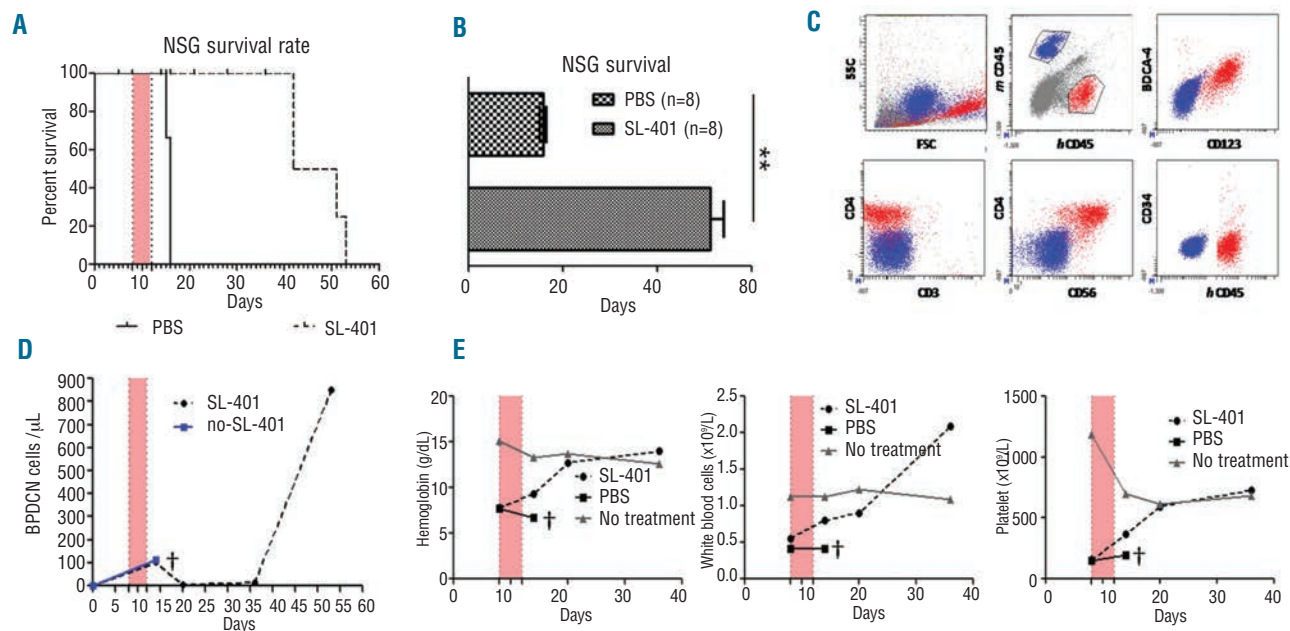 A
NSG survival rate
Percent survival
100
80
60
40
20
0
0 10 20 30 40 50 60
Days
PBS
SL-401
B
NSG survival
PBS (n=8)
SL-401 (n=8)
**
0 20 40 60 80
Days
C
SSC
FSC
m CD45
h CD45
BDCA-4
CD123
CD4
CD3
CD4
CD56
CD34
h CD45
D
BPDCN cells /µL
900
800
700
600
500
400
300
200
100
0
SL-401
no-SL-401
†
0 5 8 10 13 15 20 25 30 35 40 45 50 55 60
Days
E
Hemoglobin (g/dL)
20
15
10
5
0
SL-401
PBS
No treatment
†
0 10 20 30 40
Days
White blood cells (x10⁹/L)
2.5
2.0
1.5
1.0
0.5
0.0
SL-401
PBS
No treatment
†
0 10 20 30 40
Days
Platelet (x10⁹/L)
1500
1000
500
0
SL-401
PBS
No treatment
†
0 10 20 30 40
Days